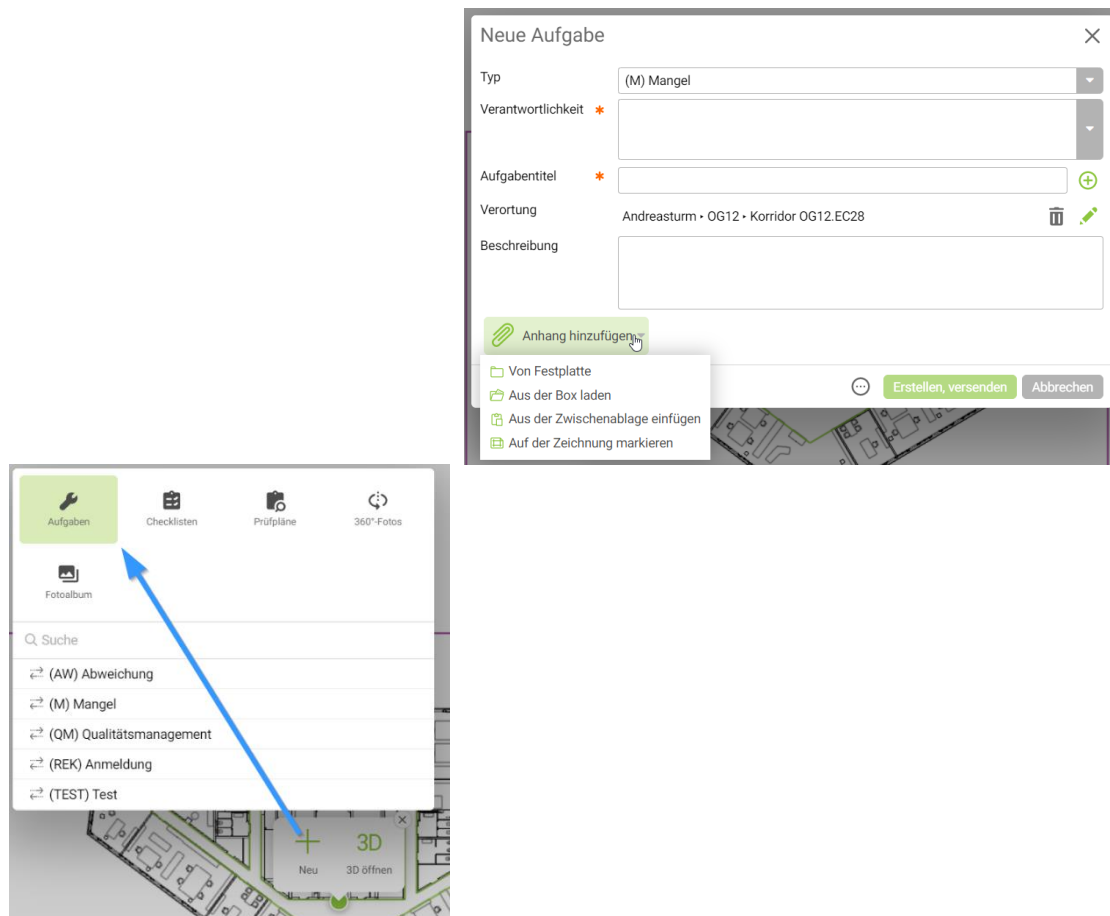 Neue Aufgabe
Typ
(M) Mangel
Verantwortlichkeit *
Aufgabentitel *
Verortung
Andreasturm ▸ OG12 ▸ Korridor OG12.EC28
Beschreibung
Anhang hinzufügen
Von Festplatte
Aus der Box laden
Aus der Zwischenablage einfügen
Auf der Zeichnung markieren
Erstellen, versenden
Abbrechen
Aufgaben
Checklisten
Prüfpläne
360°-Fotos
Fotoalbum
Suche
(AW) Abweichung
(M) Mangel
(QM) Qualitätsmanagement
(REK) Anmeldung
(TEST) Test
Neu
3D
3D öffnen